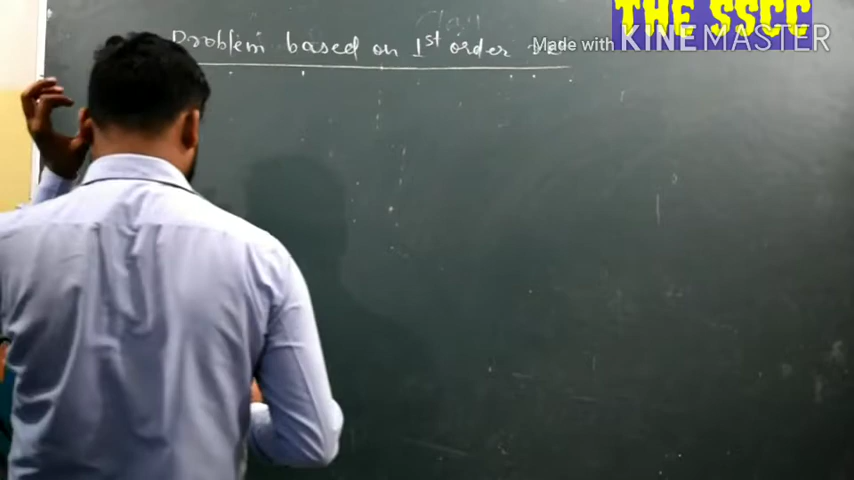 THE SSCC
Made with KINEMASTER
Problem based on 1st order